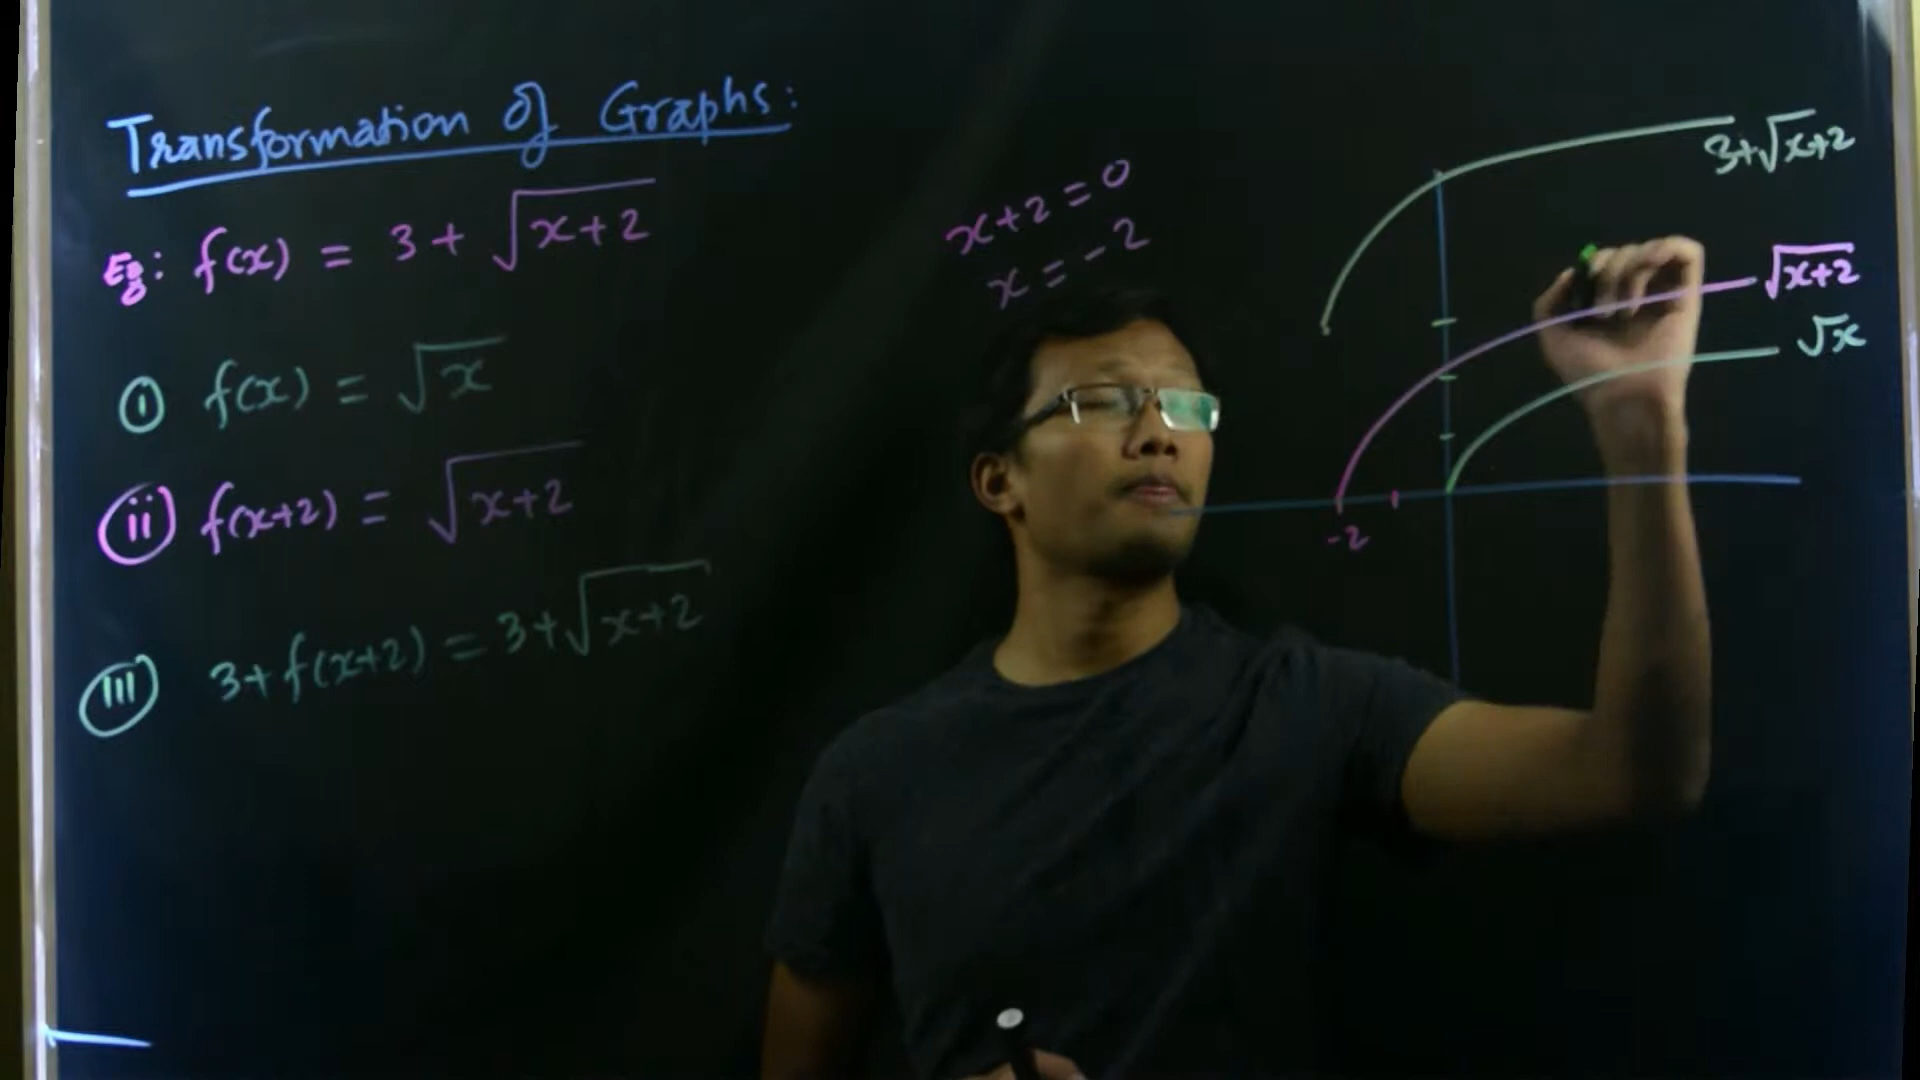 Transformation of Graphs:
Eg: f(x) = 3 + √(x+2)
(i) f(x) = √x
(ii) f(x+2) = √(x+2)
(iii) 3+f(x+2) = 3+√(x+2)
x+2 = 0
x = -2
3+√(x+2)
√(x+2)
√x
-2